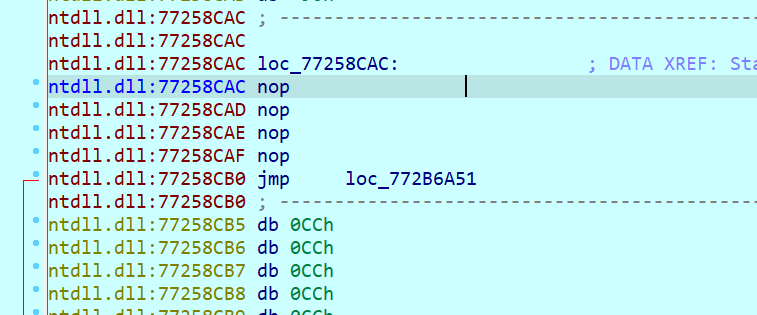 ntdll.dll:77258CAC ; ------------------------------------------------
ntdll.dll:77258CAC
ntdll.dll:77258CAC loc_77258CAC: ; DATA XREF: Sta
ntdll.dll:77258CAC nop
ntdll.dll:77258CAD nop
ntdll.dll:77258CAE nop
ntdll.dll:77258CAF nop
ntdll.dll:77258CB0 jmp loc_772B6A51
ntdll.dll:77258CB0 ; ------------------------------------------------
ntdll.dll:77258CB5 db 0CCh
ntdll.dll:77258CB6 db 0CCh
ntdll.dll:77258CB7 db 0CCh
ntdll.dll:77258CB8 db 0CCh